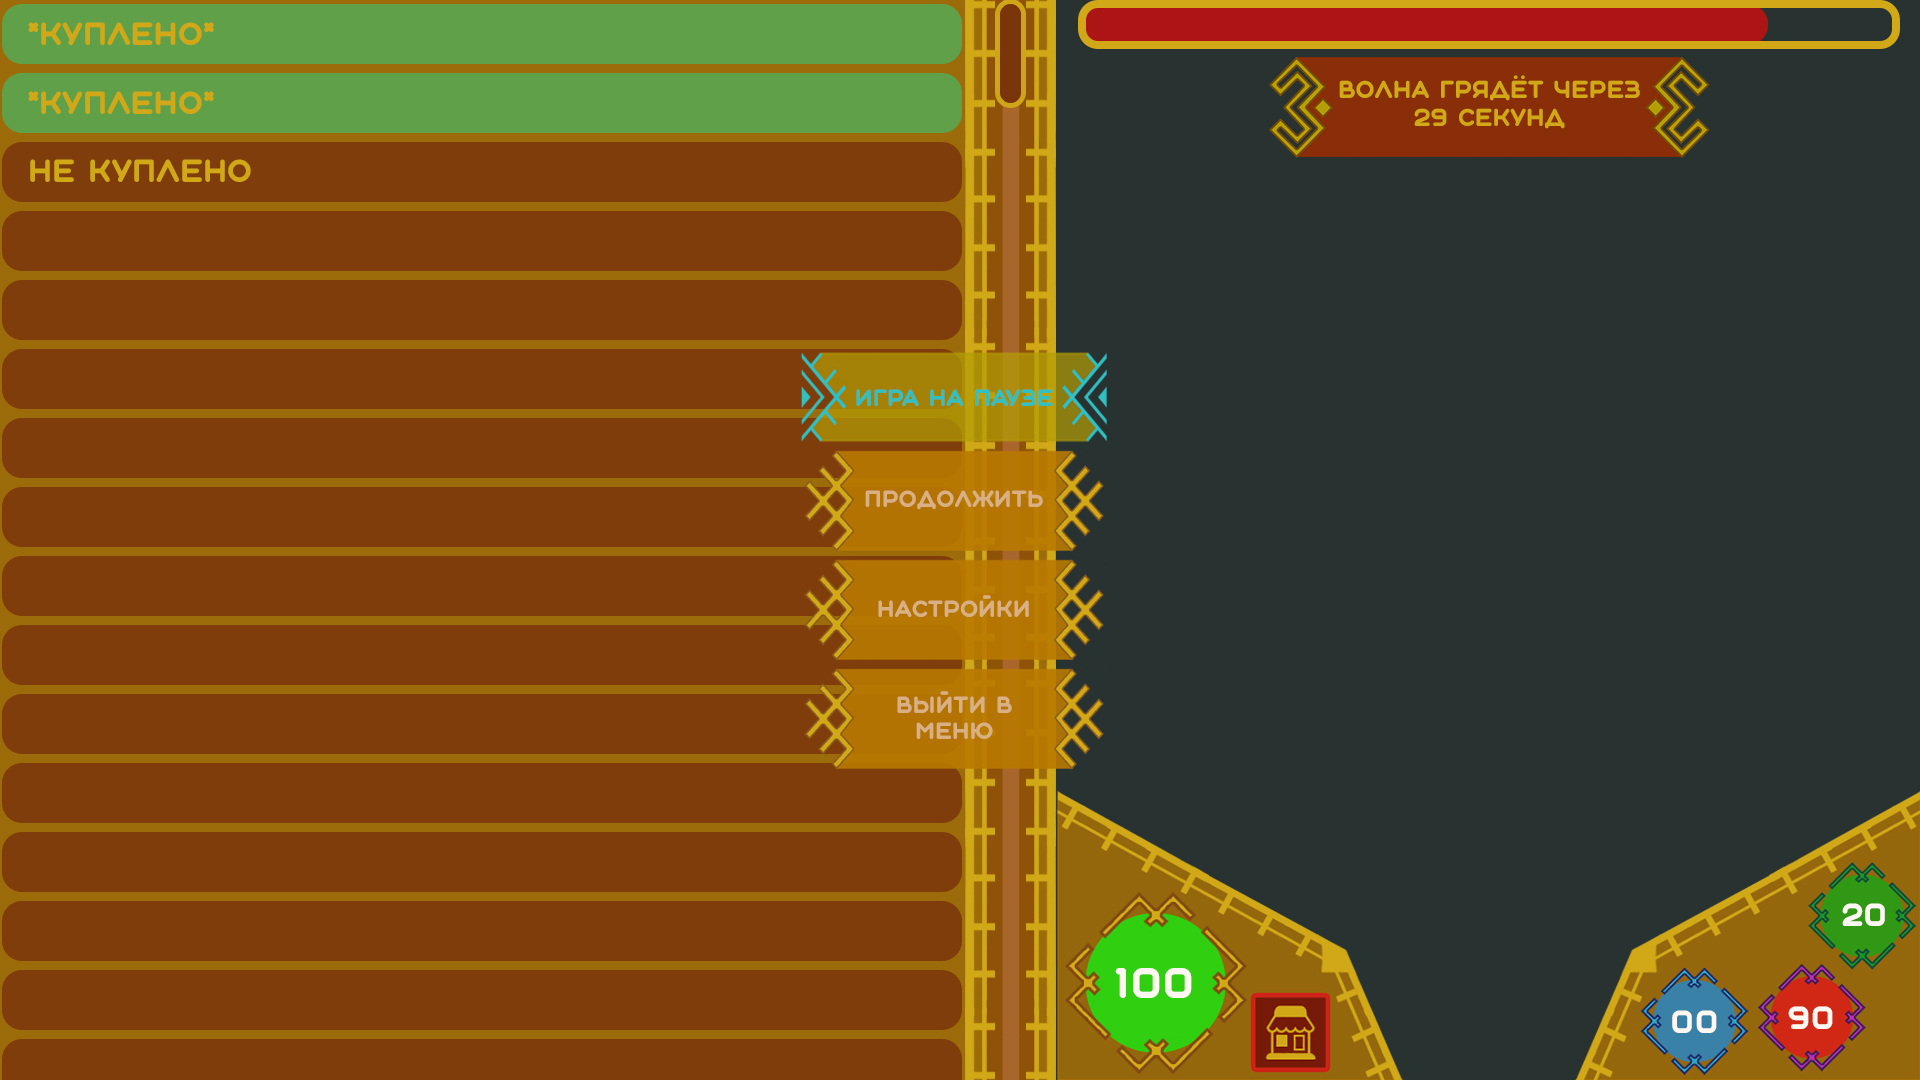 *КУПЛЕНО*
*КУПЛЕНО*
НЕ КУПЛЕНО
ВОЛНА ГРЯДЁТ ЧЕРЕЗ
29 СЕКУНД
ИГРА НА ПАУЗЕ
ПРОДОЛЖИТЬ
НАСТРОЙКИ
ВЫЙТИ В
МЕНЮ
100
20
00
90